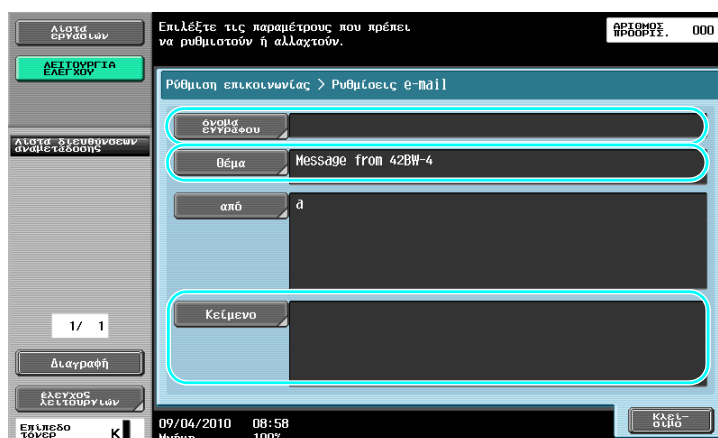 Λίστα
εργασιών
Επιλέξτε τις παραμέτρους που πρέπει
να ρυθμιστούν ή αλλαχτούν.
ΑΡΙΘΜΟΣ
ΠΡΟΟΡΙΣ.
000
ΛΕΙΤΟΥΡΓΙΑ
ΕΛΕΓΧΟΥ
Ρύθμιση επικοινωνίας > Ρυθμίσεις e-mail
όνομα
εγγράφου
Λίστα διευθύνσεων
αναμετάδοσης
θέμα
Message from 42BW-4
από
a
Κείμενο
1/ 1
Διαγραφή
έλεγχος
λειτουργιών
Επίπεδο
τόνερ
K
09/04/2010 08:58
Μνήμη 100%
Κλεί-
σιμο